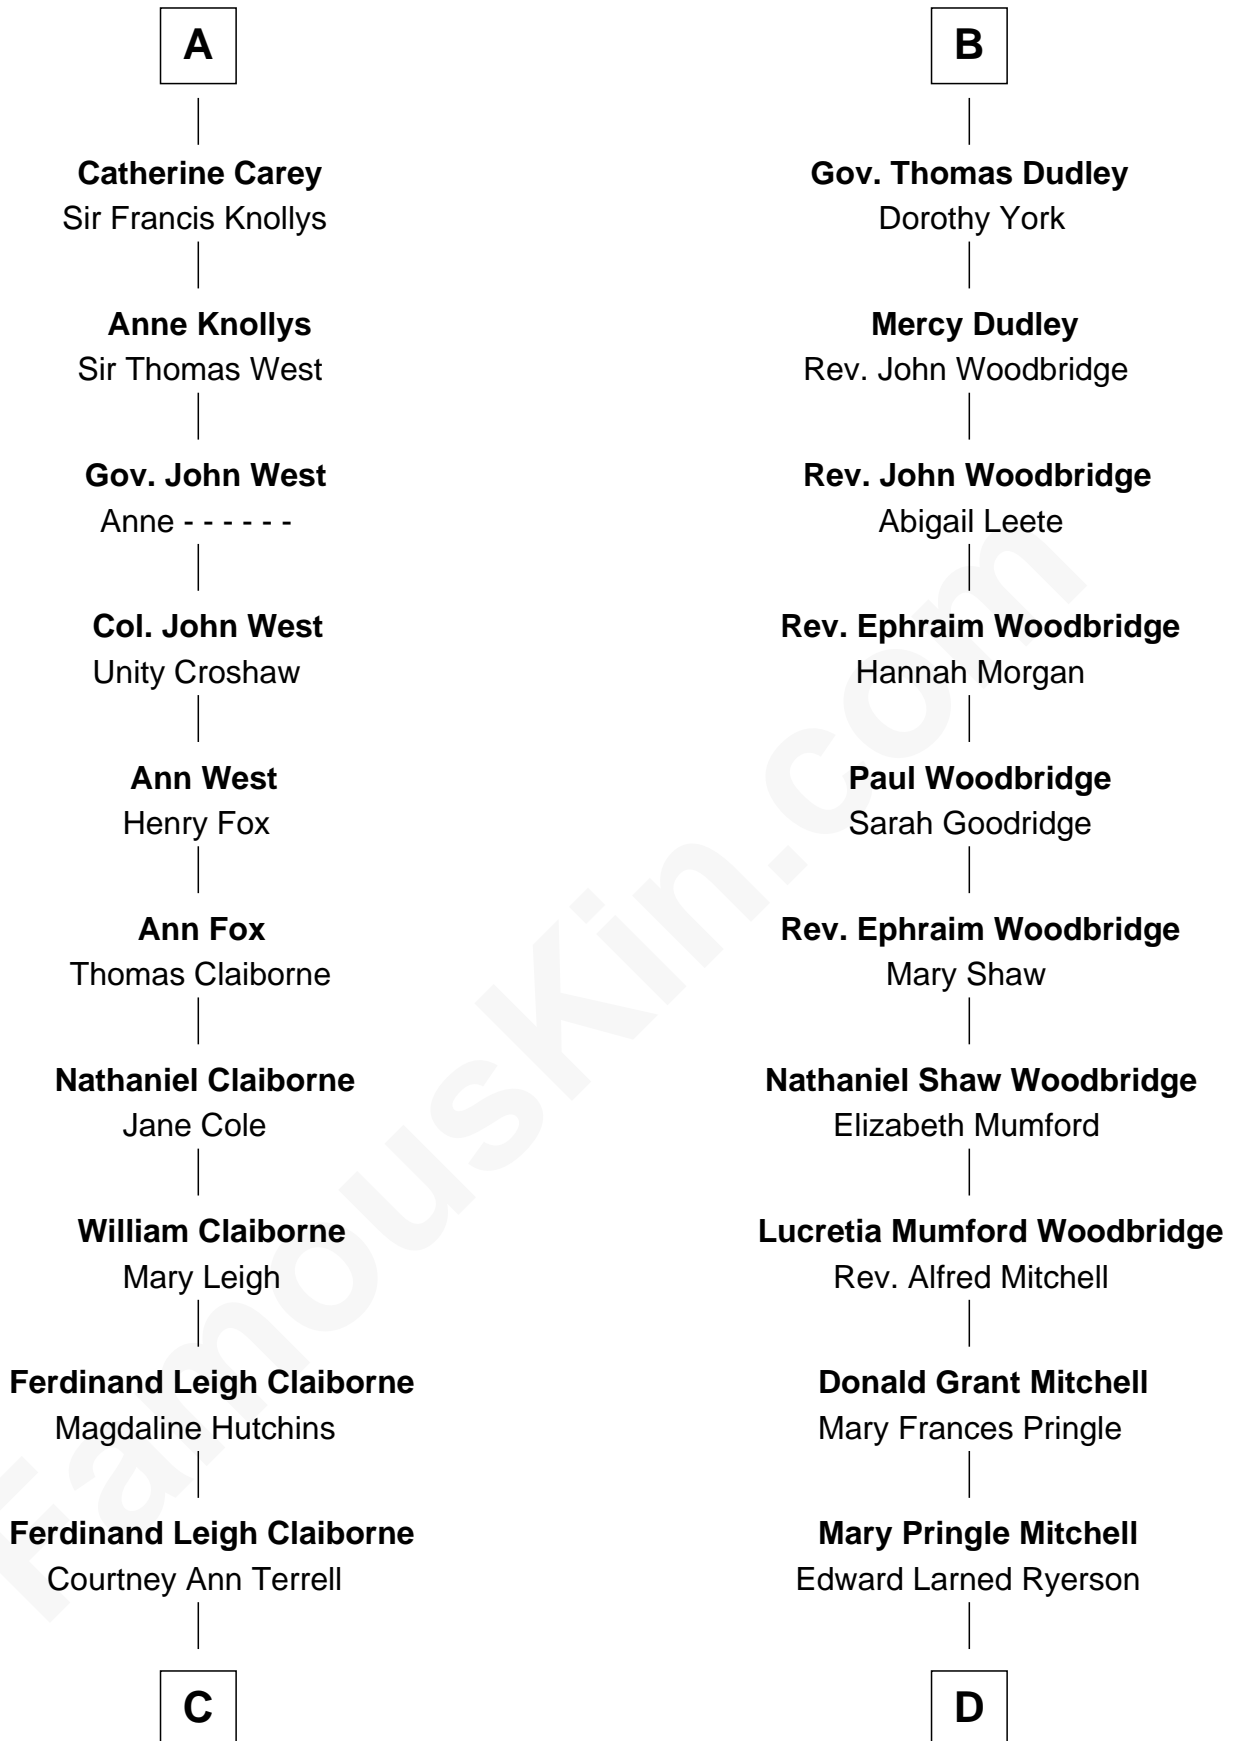 A
Catherine Carey
Sir Francis Knollys
Anne Knollys
Sir Thomas West
Gov. John West
Anne - - - - - -
Col. John West
Unity Croshaw
Ann West
Henry Fox
Ann Fox
Thomas Claiborne
Nathaniel Claiborne
Jane Cole
William Claiborne
Mary Leigh
Ferdinand Leigh Claiborne
Magdaline Hutchins
Ferdinand Leigh Claiborne
Courtney Ann Terrell
C
B
Gov. Thomas Dudley
Dorothy York
Mercy Dudley
Rev. John Woodbridge
Rev. John Woodbridge
Abigail Leete
Rev. Ephraim Woodbridge
Hannah Morgan
Paul Woodbridge
Sarah Goodridge
Rev. Ephraim Woodbridge
Mary Shaw
Nathaniel Shaw Woodbridge
Elizabeth Mumford
Lucretia Mumford Woodbridge
Rev. Alfred Mitchell
Donald Grant Mitchell
Mary Frances Pringle
Mary Pringle Mitchell
Edward Larned Ryerson
D
FamousKin.com